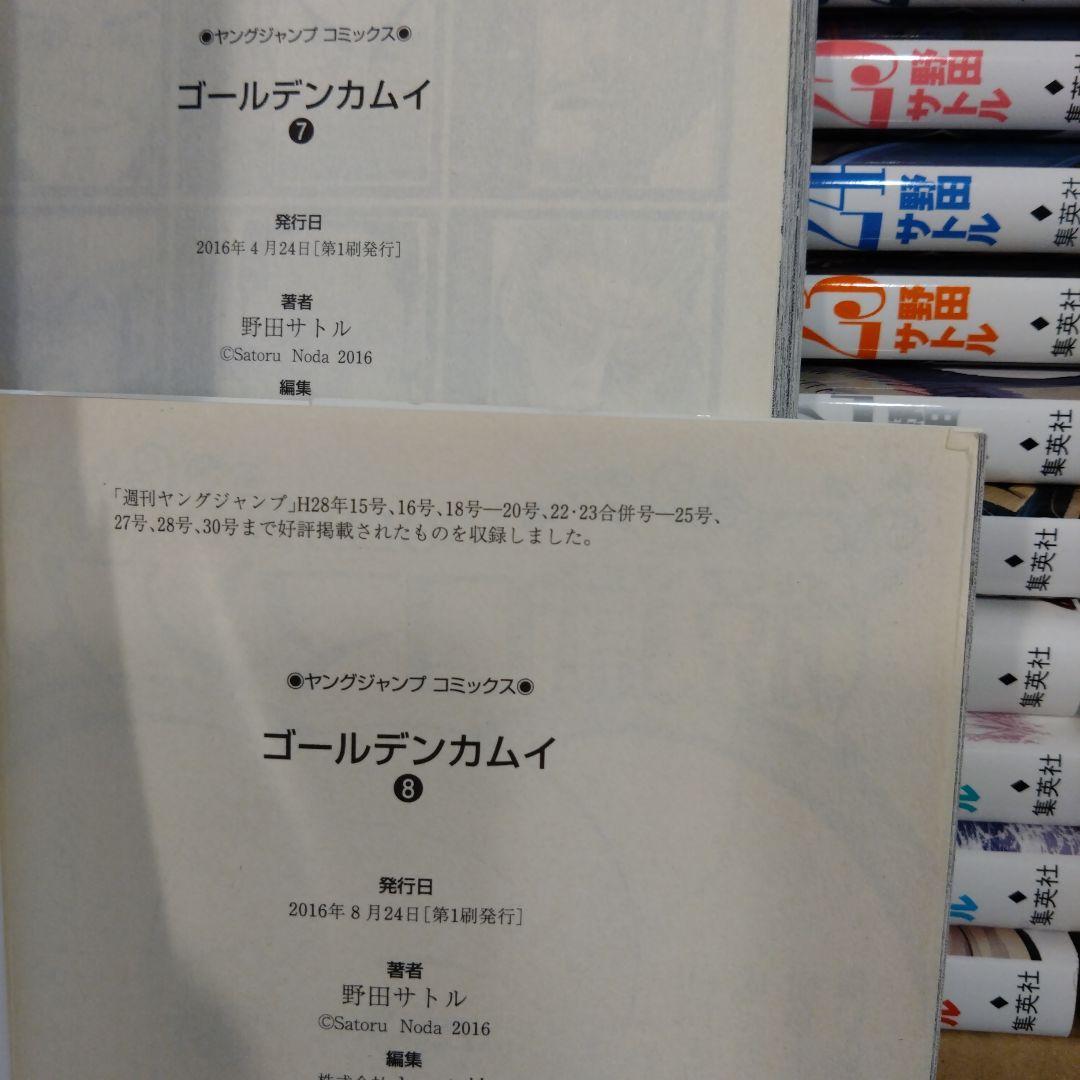 ◉ヤングジャンプ コミックス◉
ゴールデンカムイ
❼
発行日
2016年4月24日[第1刷発行]
著者
野田サトル
©Satoru Noda 2016
編集
「週刊ヤングジャンプ」H28年15号、16号、18号―20号、22・23合併号―25号、
27号、28号、30号まで好評掲載されたものを収録しました。
◉ヤングジャンプ コミックス◉
ゴールデンカムイ
❽
発行日
2016年8月24日[第1刷発行]
著者
野田サトル
©Satoru Noda 2016
編集
25 野田サトル ◆集英社
24 野田サトル ◆集英社
23 野田サトル ◆集英社
◆集英社
◆集英社
◆集英社
ル ◆集英社
ル ◆集英社
ル ◆集英社